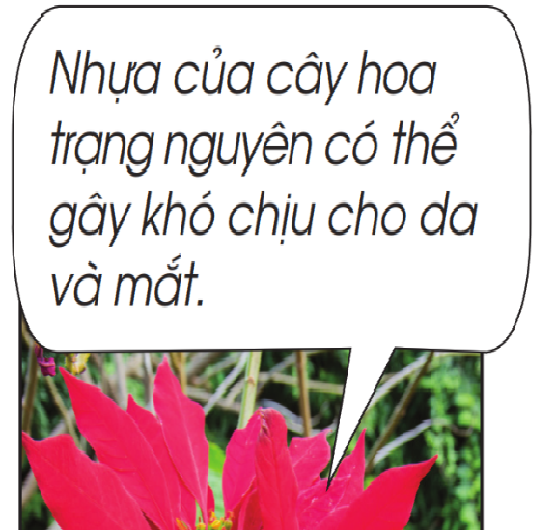 Nhựa của cây hoa
trạng nguyên có thể
gây khó chịu cho da
và mắt.